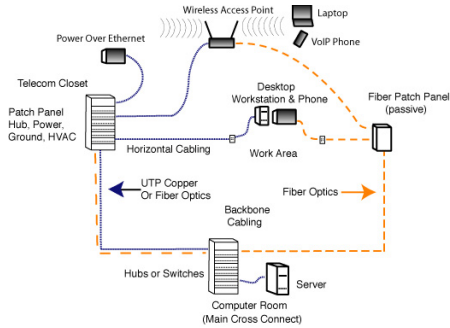 Wireless Access Point
Laptop
VoIP Phone
Power Over Ethernet
Telecom Closet
Desktop
Workstation & Phone
Fiber Patch Panel
(passive)
Patch Panel
Hub, Power,
Ground, HVAC
Horizontal Cabling
Work Area
UTP Copper
Or Fiber Optics
Fiber Optics
Backbone
Cabling
Hubs or Switches
Server
Computer Room
(Main Cross Connect)